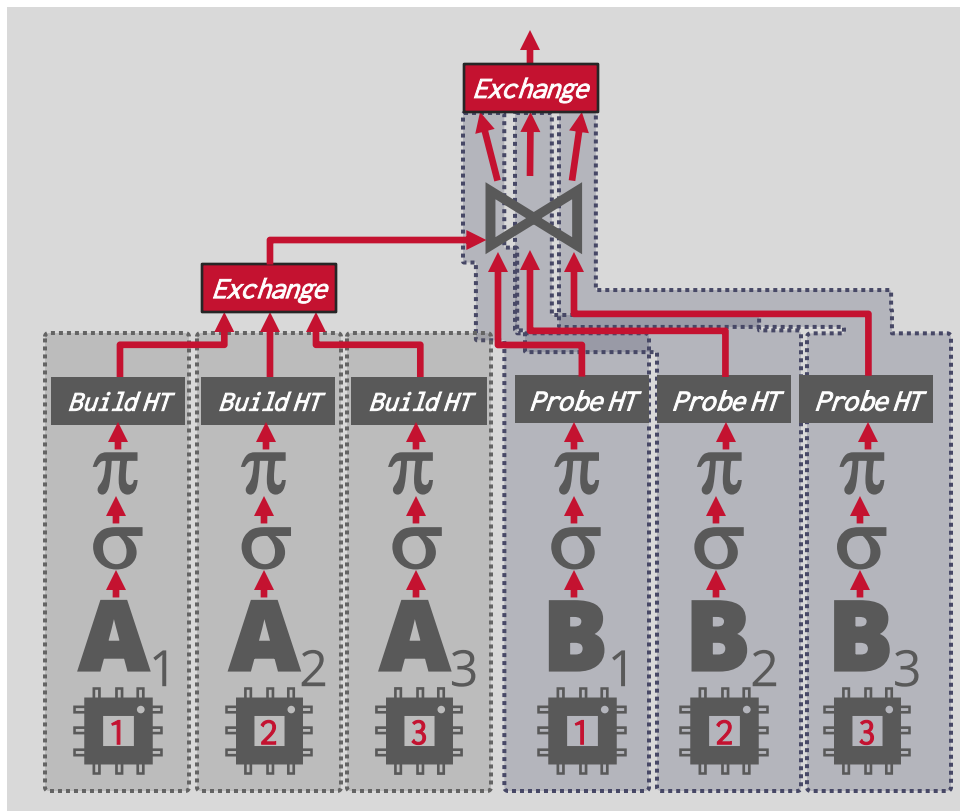 Exchange
Exchange
Build HT Build HT Build HT Probe HT Probe HT Probe HT
π π π π π π
σ σ σ σ σ σ
A1 A2 A3 B1 B2 B3
1 2 3 1 2 3